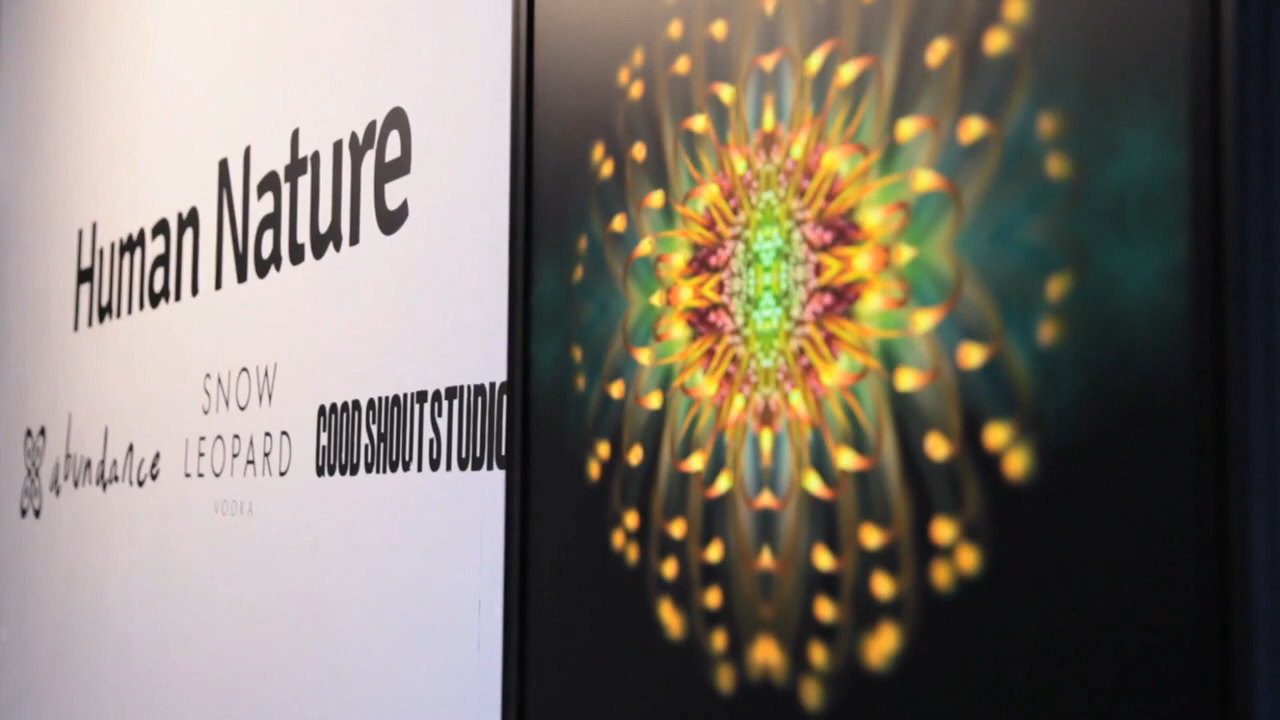 Human Nature
abundance
SNOW
LEOPARD
VODKA
GOOD SHOUT STUDIO